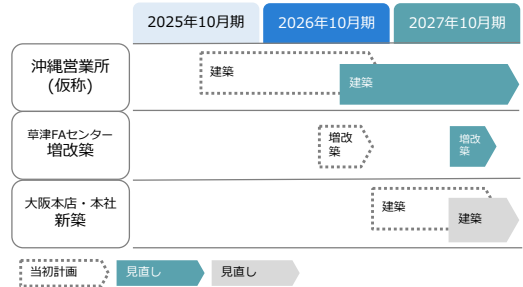 2025年10月期 2026年10月期 2027年10月期
沖縄営業所
(仮称)
建築
建築
草津FAセンター
増改築
増改
築
増改
築
大阪本店・本社
新築
建築
建築
当初計画 見直し 見直し